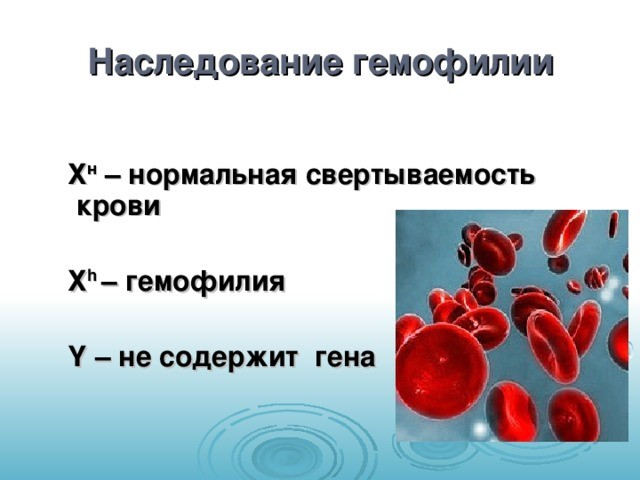 Наследование гемофилии
Xᴴ – нормальная свертываемость
крови
Xʰ – гемофилия
Y – не содержит гена